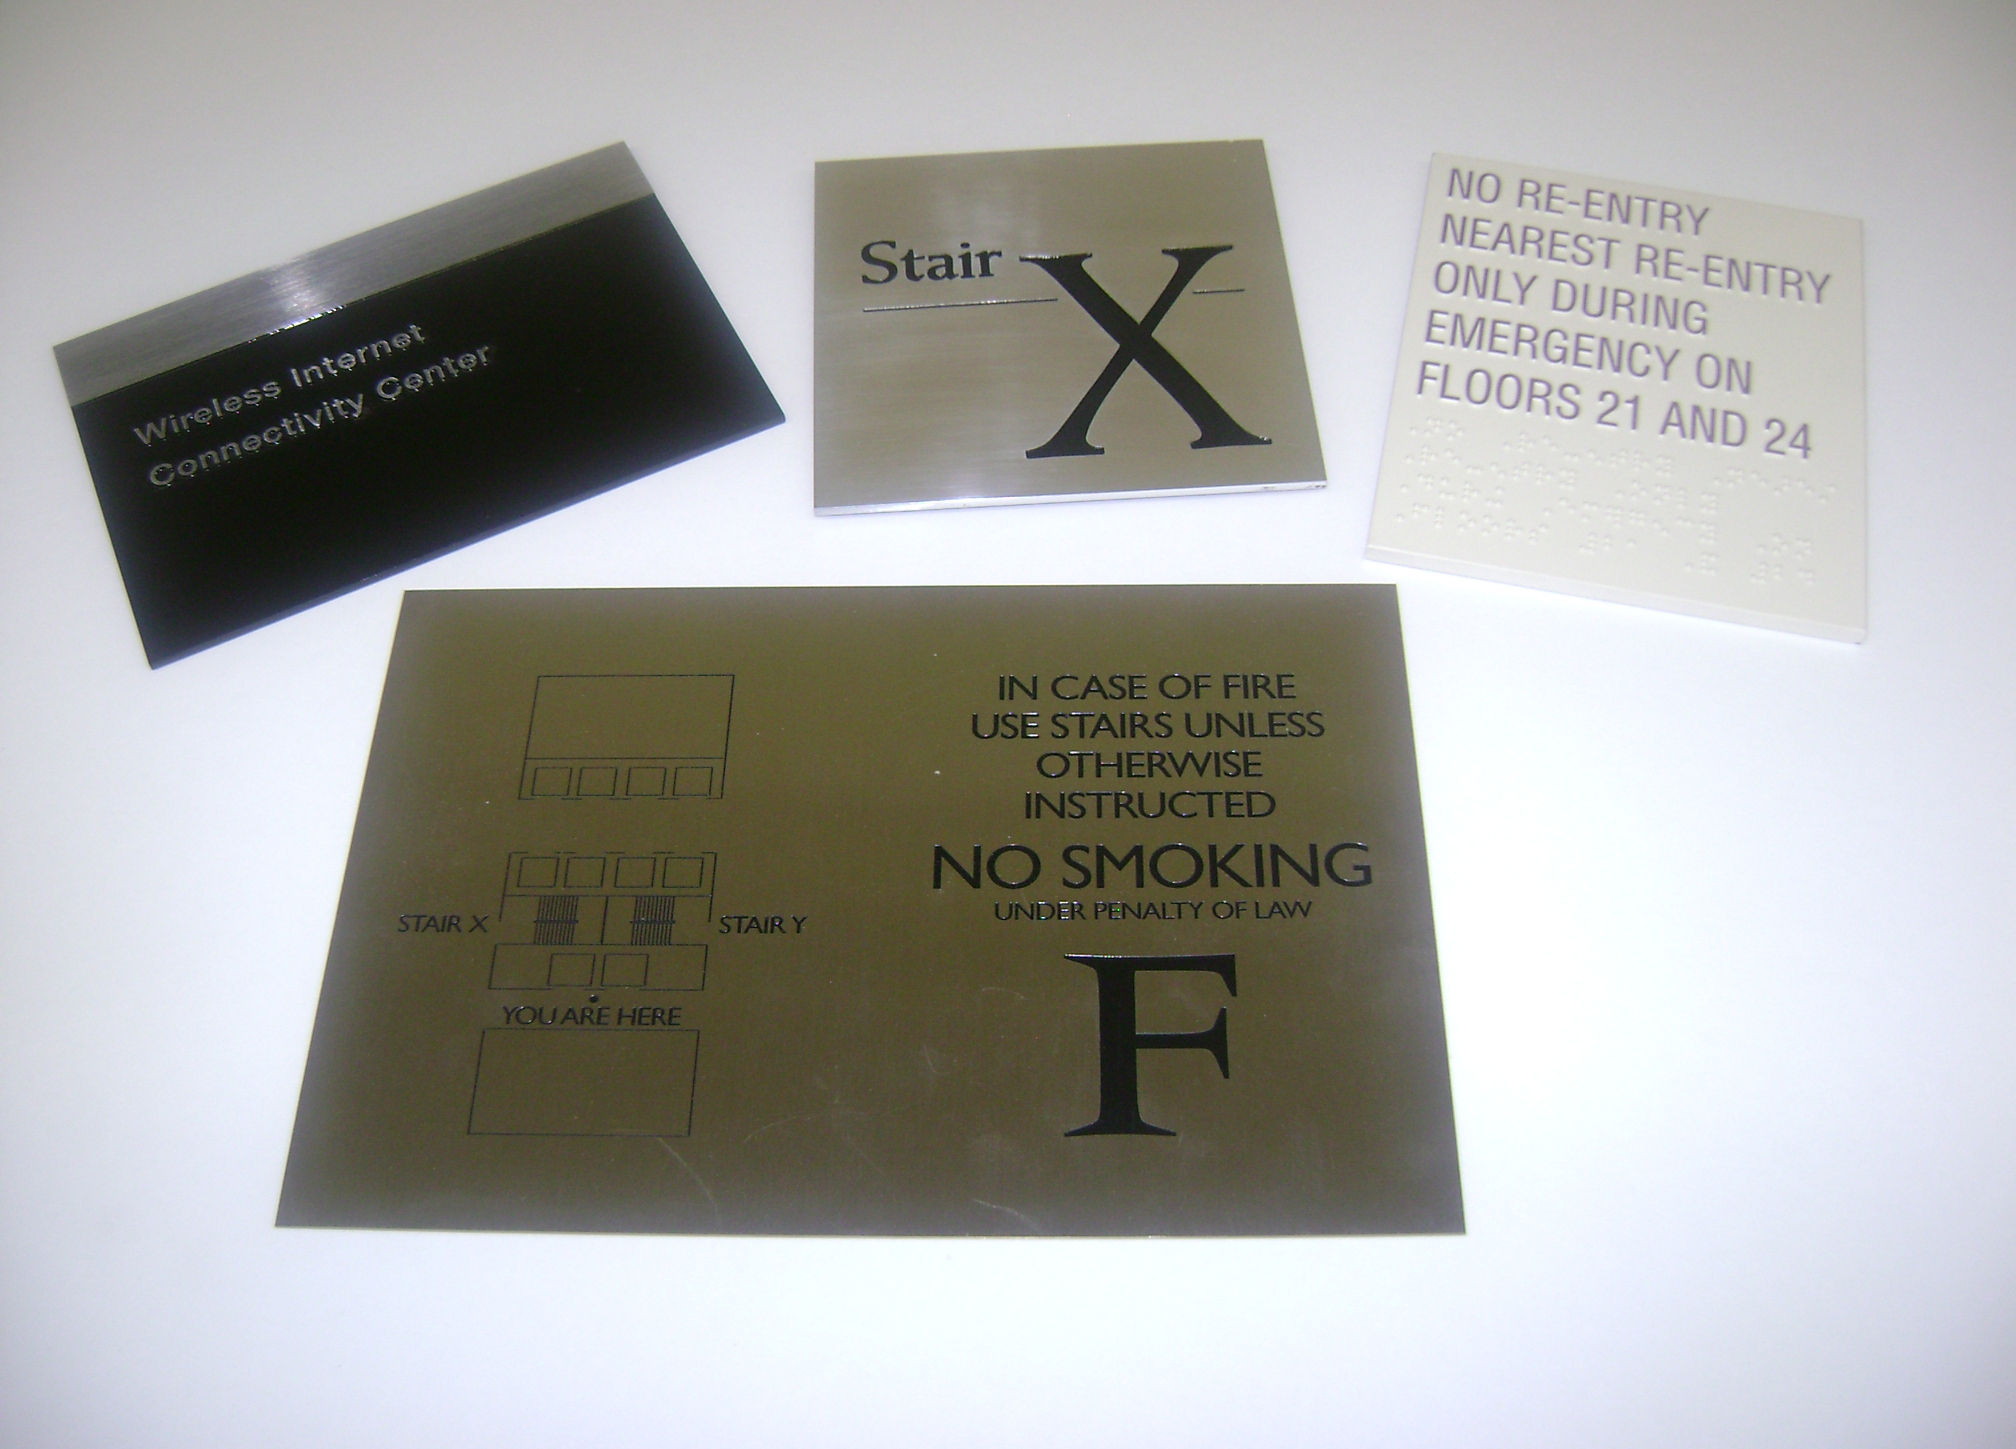 Wireless Internet
Connectivity Center
Stair X
NO RE-ENTRY
NEAREST RE-ENTRY
ONLY DURING
EMERGENCY ON
FLOORS 21 AND 24
STAIR X
STAIR Y
YOU ARE HERE
IN CASE OF FIRE
USE STAIRS UNLESS
OTHERWISE
INSTRUCTED
NO SMOKING
UNDER PENALTY OF LAW
F